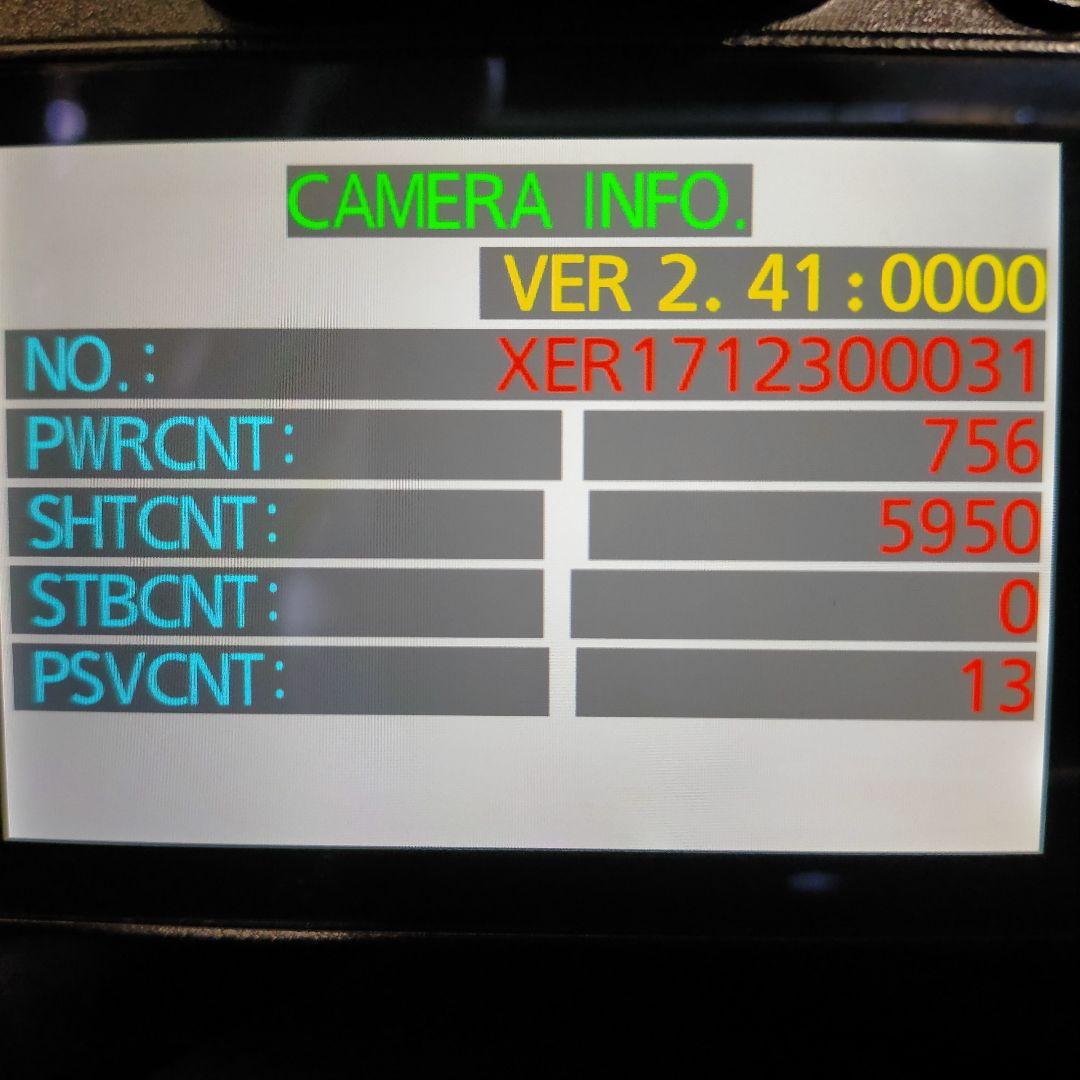 CAMERA INFO.
VER 2.41:0000
NO.: XER1712300031
PWRCNT: 756
SHTCNT: 5950
STBCNT: 0
PSVCNT: 13